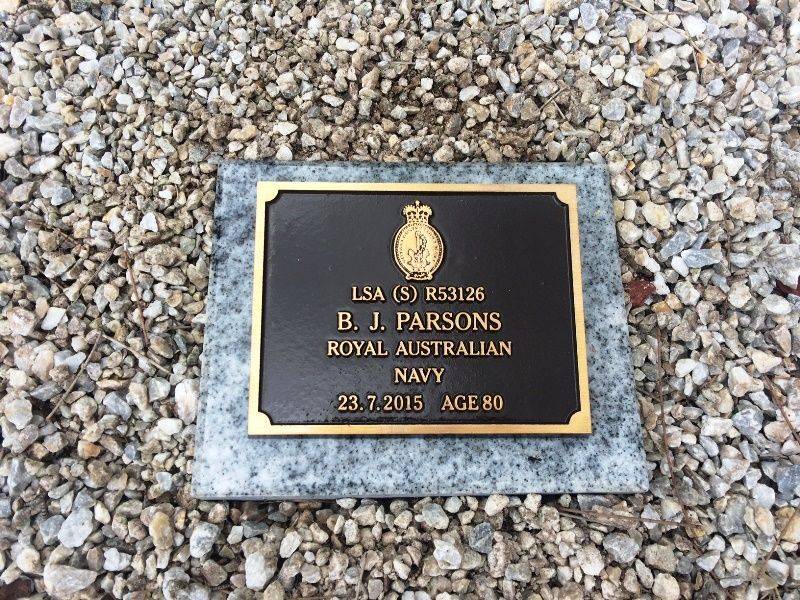 LSA (S) R53126
B. J. PARSONS
ROYAL AUSTRALIAN
NAVY
23.7.2015 AGE 80